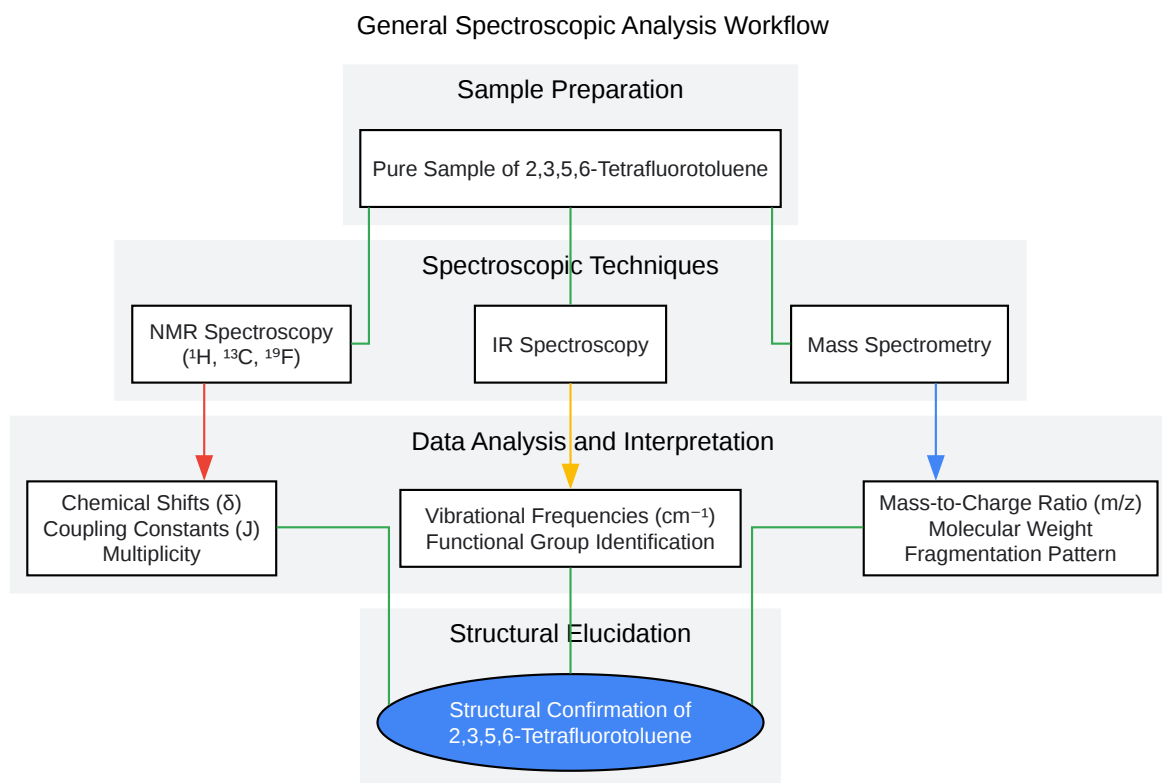 General Spectroscopic Analysis Workflow
Sample Preparation
Pure Sample of 2,3,5,6-Tetrafluorotoluene
Spectroscopic Techniques
NMR Spectroscopy
(¹H, ¹³C, ¹⁹F)
IR Spectroscopy
Mass Spectrometry
Data Analysis and Interpretation
Chemical Shifts (δ)
Coupling Constants (J)
Multiplicity
Vibrational Frequencies (cm⁻¹)
Functional Group Identification
Mass-to-Charge Ratio (m/z)
Molecular Weight
Fragmentation Pattern
Structural Elucidation
Structural Confirmation of
2,3,5,6-Tetrafluorotoluene